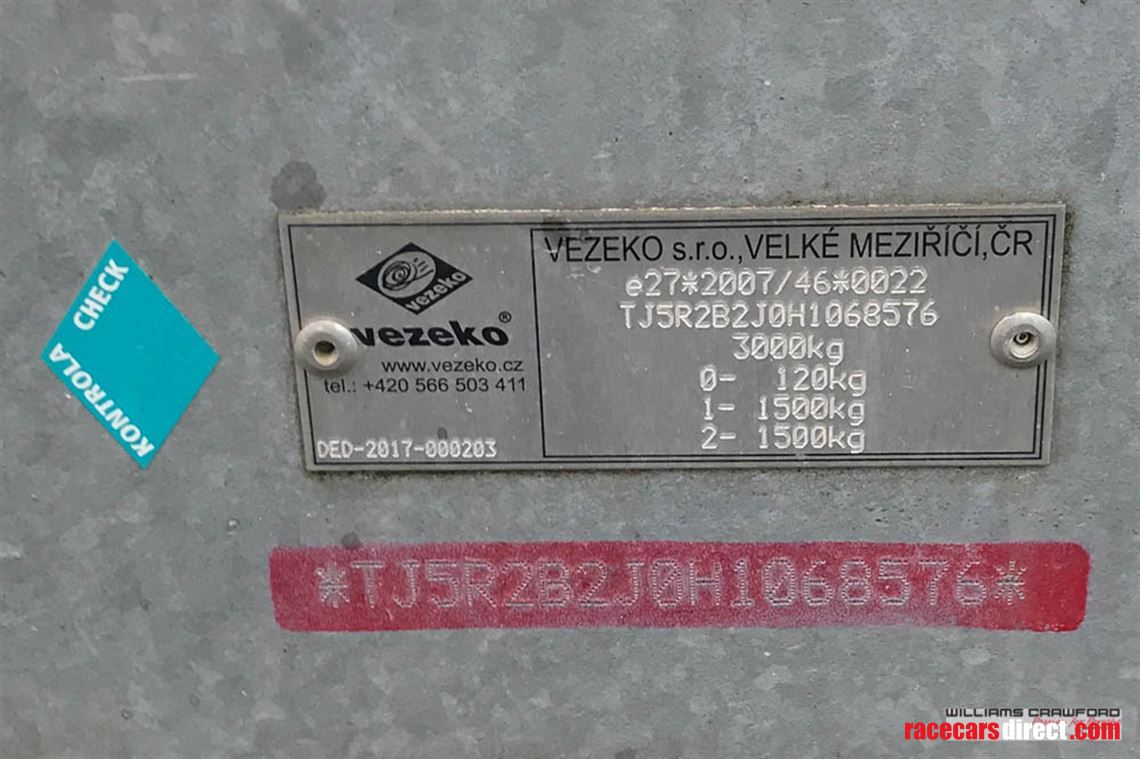 CHECK
KONTROLA
vezeko
vezeko®
www.vezeko.cz
tel.: +420 566 503 411
DED-2017-000203
VEZEKO s.r.o.,VELKÉ MEZIŘÍČÍ,ČR
e27*2007/46*0022
TJ5R2B2J0H1068576
3000kg
0- 120kg
1- 1500kg
2- 1500kg
*TJ5R2B2J0H1068576*
WILLIAMS CRAWFORD
racecarsdirect.com